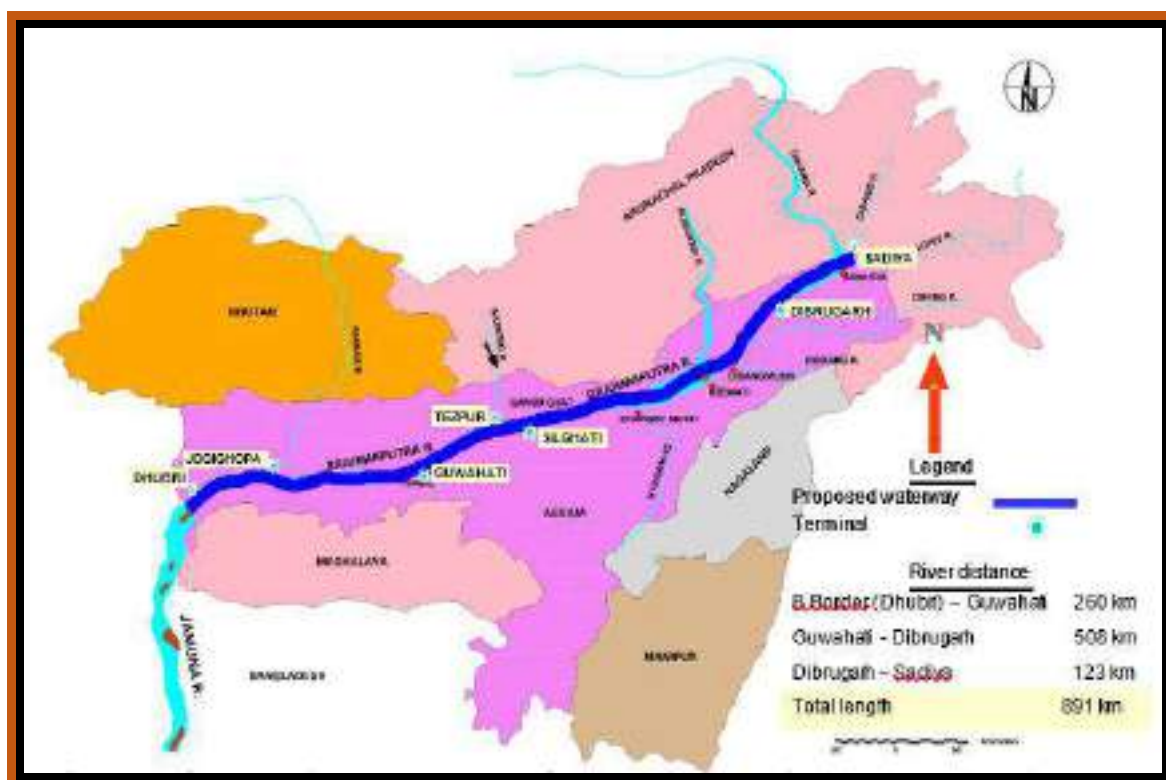 N
ARUNACHAL PRADESH
SADIYA
DIBRUGARH
N
BHUTAN
BRAHMAPUTRA R.
TEZPUR
SILGHATI
JOGIGHOPA
BRAHMAPUTRA R.
DHUBRI
GUWAHATI
ASSAM
NAGALAND
MAGHALAYA
MANIPUR
JAMUNA R.
BANGLADESH
Legend
Proposed waterway
Terminal
River distance
B.Border (Dhubit) – Guwahati 260 km
Guwahati - Dibrugarh 508 km
Dibrugarh – Sadiya 123 km
Total length 891 km